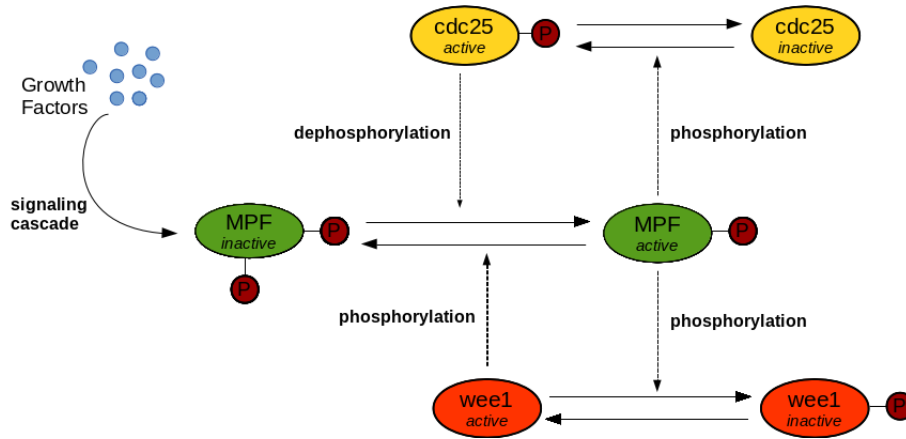 cdc25
active
P
cdc25
inactive
Growth
Factors
dephosphorylation
phosphorylation
signaling
cascade
MPF
inactive
P
P
MPF
active
P
phosphorylation
phosphorylation
wee1
active
wee1
inactive
P